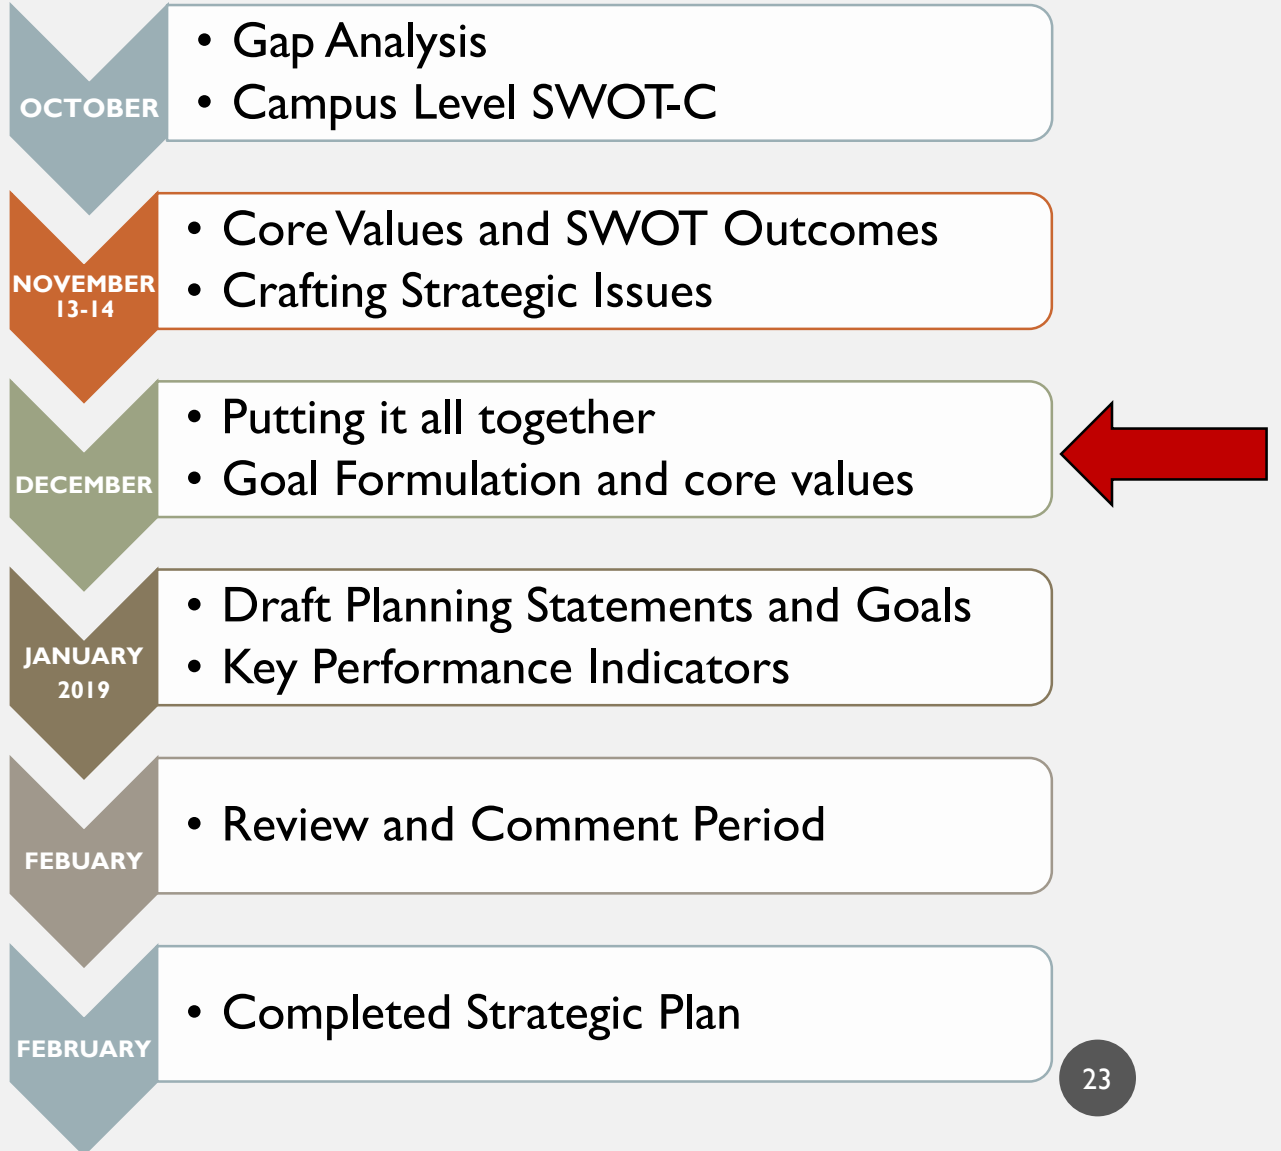 OCTOBER
• Gap Analysis
• Campus Level SWOT-C
NOVEMBER
13-14
• Core Values and SWOT Outcomes
• Crafting Strategic Issues
DECEMBER
• Putting it all together
• Goal Formulation and core values
JANUARY
2019
• Draft Planning Statements and Goals
• Key Performance Indicators
FEBUARY
• Review and Comment Period
FEBRUARY
• Completed Strategic Plan
23